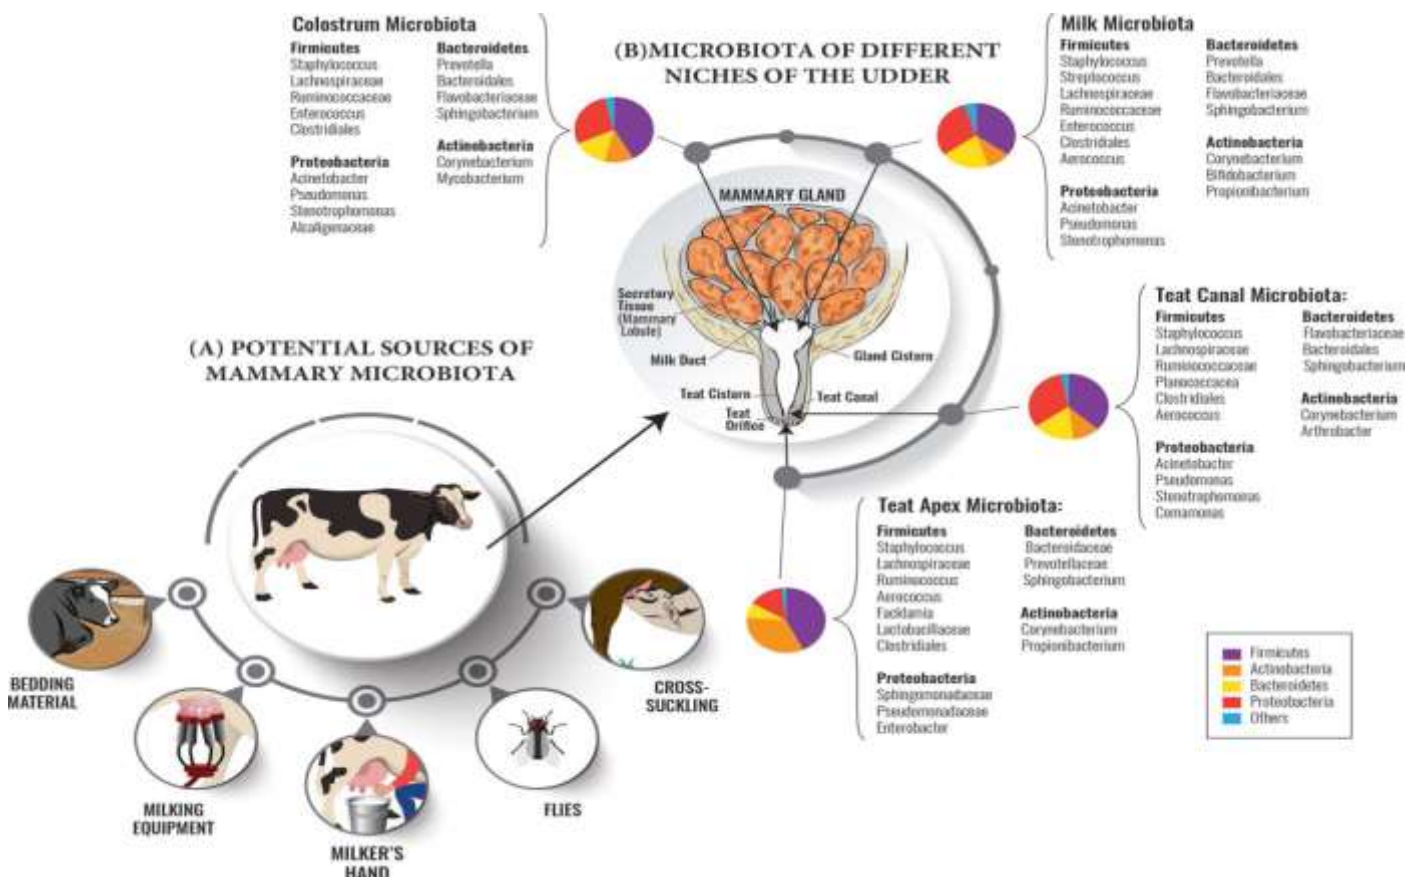 Colostrum Microbiota
Firmicutes
Staphylococcus
Lachnospiraceae
Ruminococcaceae
Enterococcus
Clostridiales
Proteobacteria
Acinetobacter
Pseudomonas
Stenotrophomonas
Alcaligenaceae
Bacteroidetes
Prevotella
Bacteroidales
Flavobacteriaceae
Sphingobacterium
Actinobacteria
Corynebacterium
Mycobacterium
(B)MICROBIOTA OF DIFFERENT
NICHES OF THE UDDER
Milk Microbiota
Firmicutes
Staphylococcus
Streplococcus
Lachnospiraceae
Ruminococcaceae
Enterococcus
Clostridiales
Aerococcus
Proteobacteria
Acinetobacter
Pseudomonas
Stenotrophomonas
Bacteroidetes
Prevotella
Bacteroidales
Flavobacteriaceae
Sphingobacterium
Actinobacteria
Corynebacterium
Bifidobacterium
Propionibacterium
MAMMARY GLAND
Secretory
Tissue
(Mammary
Lobule)
Milk Duct
Gland Cistern
Teat Cistern
Teat Canal
Teat
Orifice
Teat Canal Microbiota:
Firmicutes
Staphylococcus
Lachnospiraceae
Ruminococcaceae
Planococcacea
Clostridiales
Aerococcus
Proteobacteria
Acinetobacter
Pseudomonas
Stenotrophomonas
Comamonas
Bacteroidetes
Flavobacteriaceae
Bacteroidales
Sphingobacterium
Actinobacteria
Corynebacterium
Arthrobacter
(A) POTENTIAL SOURCES OF
MAMMARY MICROBIOTA
Teat Apex Microbiota:
Firmicutes
Staphylococcus
Lachnospiraceae
Ruminococcus
Aerococcus
Facklamia
Lactobacillaceae
Clostridiales
Proteobacteria
Sphingomonadaceae
Pseudomonadaceae
Enterobacter
Bacteroidetes
Bacteroidaceae
Prevotellaceae
Sphingobacterium
Actinobacteria
Corynebacterium
Propionibacterium
Firmicutes
Actinobacteria
Bacteroidetes
Proteobacteria
Others
BEDDING
MATERIAL
MILKING
EQUIPMENT
MILKER'S
HAND
FLIES
CROSS-
SUCKLING